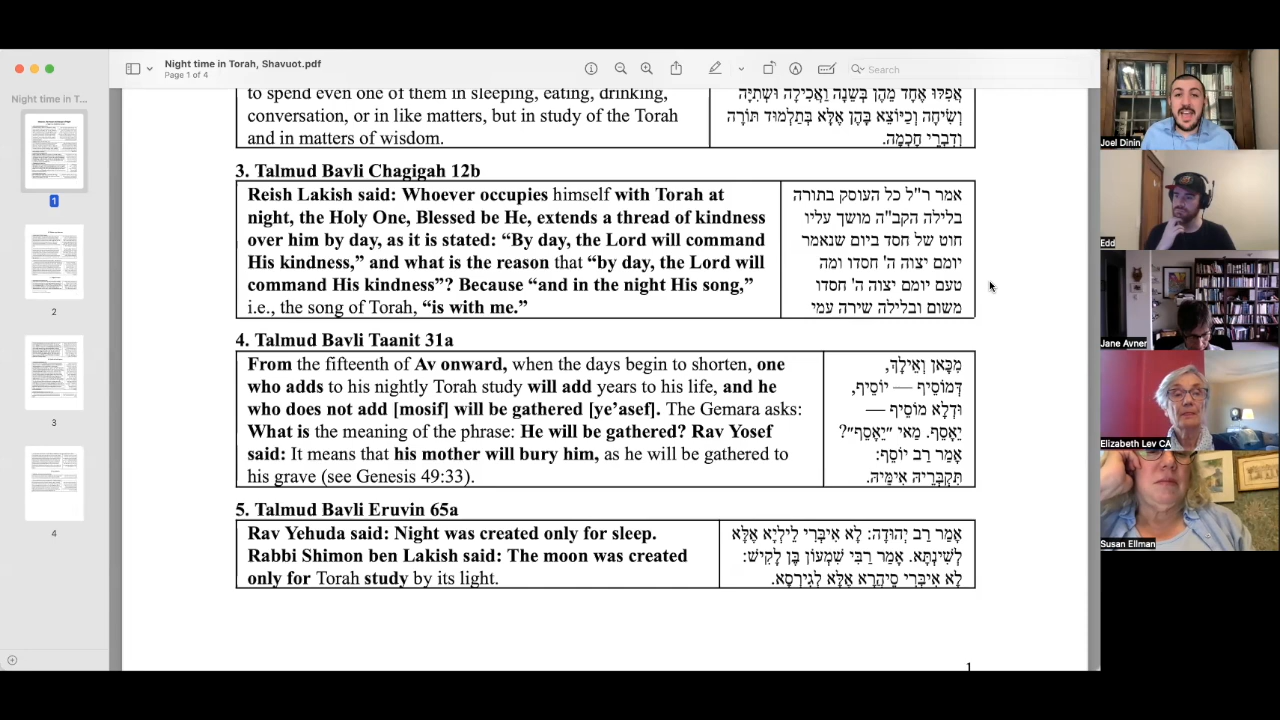 Night time in Torah, Shavuot.pdf
Page 1 of 4
Search
Night time in T...
1
2
3
4
to spend even one of them in sleeping, eating, drinking,
conversation, or in like matters, but in study of the Torah
and in matters of wisdom.
אֲפִלּוּ אֶחָד מֵהֶן בְּשֵׁנָה וַאֲכִילָה וּשְׁתִיָּה
וְשִׂיחָה וְכַיּוֹצֵא בָּהֶן אֶלָּא בְּתַלְמוּד תּוֹרָה
וְדִבְרֵי חָכְמָה.
3. Talmud Bavli Chagigah 12b
Reish Lakish said: Whoever occupies himself with Torah at
night, the Holy One, Blessed be He, extends a thread of kindness
over him by day, as it is stated: “By day, the Lord will command
His kindness,” and what is the reason that “by day, the Lord will
command His kindness”? Because “and in the night His song,”
i.e., the song of Torah, “is with me.”
אמר ר"ל כל העוסק בתורה
בלילה הקב"ה מושך עליו
חוט של חסד ביום שנאמר
יומם יצוה ה' חסדו ומה
טעם יומם יצוה ה' חסדו
משום ובלילה שירה עמי
4. Talmud Bavli Taanit 31a
From the fifteenth of Av onward, when the days begin to shorten, one
who adds to his nightly Torah study will add years to his life, and he
who does not add [mosif] will be gathered [ye’asef]. The Gemara asks:
What is the meaning of the phrase: He will be gathered? Rav Yosef
said: It means that his mother will bury him, as he will be gathered to
his grave (see Genesis 49:33).
מִכָּאן וְאֵילָךְ,
דְּמוֹסֵיף — יוֹסֵיף,
וּדְלָא מוֹסֵיף —
יֵאָסֵף. מַאי ״יֵאָסֵף״?
אָמַר רַב יוֹסֵף:
תִּקְבְּרֵיהּ אִימֵּיהּ.
5. Talmud Bavli Eruvin 65a
Rav Yehuda said: Night was created only for sleep.
Rabbi Shimon ben Lakish said: The moon was created
only for Torah study by its light.
אָמַר רַב יְהוּדָה: לָא אִיבְּרִי לֵילְיָא אֶלָּא
לְשִׁינְתָּא. אָמַר רַבִּי שִׁמְעוֹן בֶּן לָקִישׁ:
לָא אִיבְּרִי סֵיהֲרָא אֶלָּא לְגִירְסָא.
1
Joel Dinin
Edd
Jane Avner
Elizabeth Lev CA
Susan Ellman